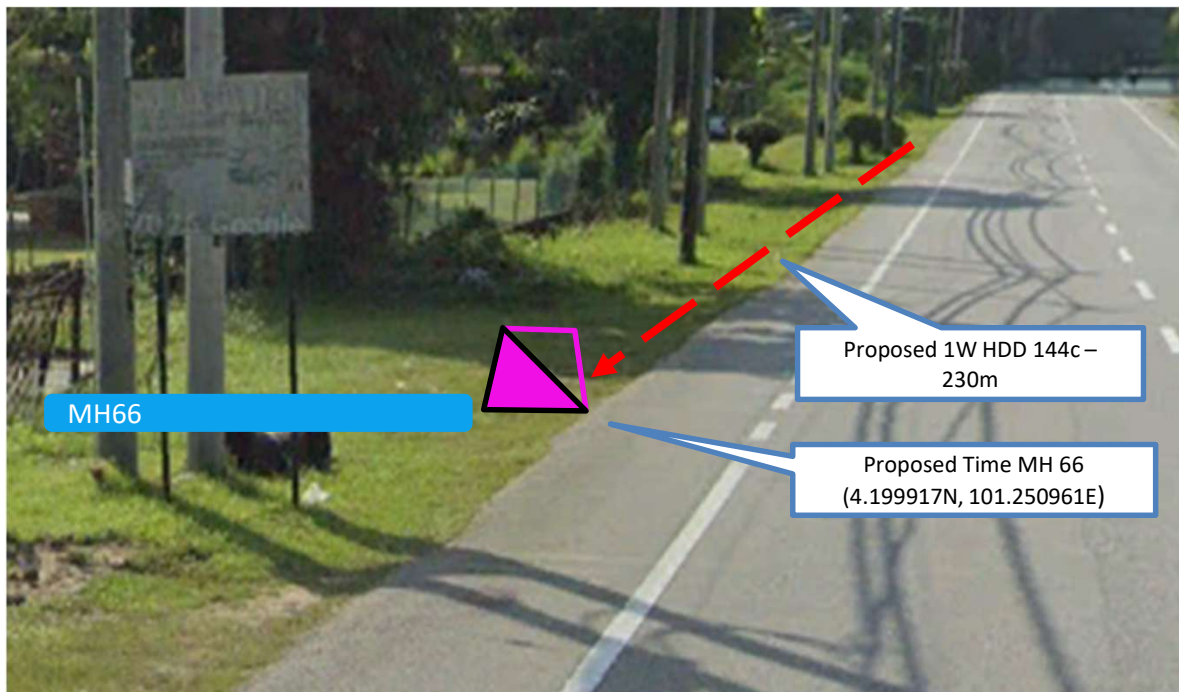 MH66
Proposed 1W HDD 144c –
230m
Proposed Time MH 66
(4.199917N, 101.250961E)